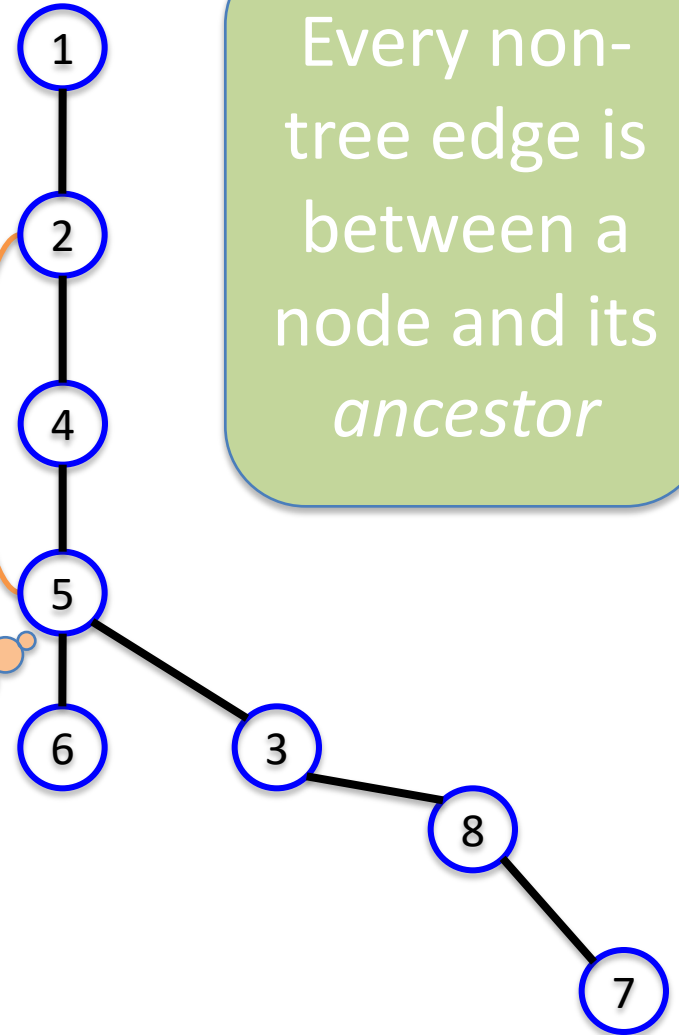 1
Every non-
tree edge is
between a
node and its
ancestor
2
4
5
6
3
8
7